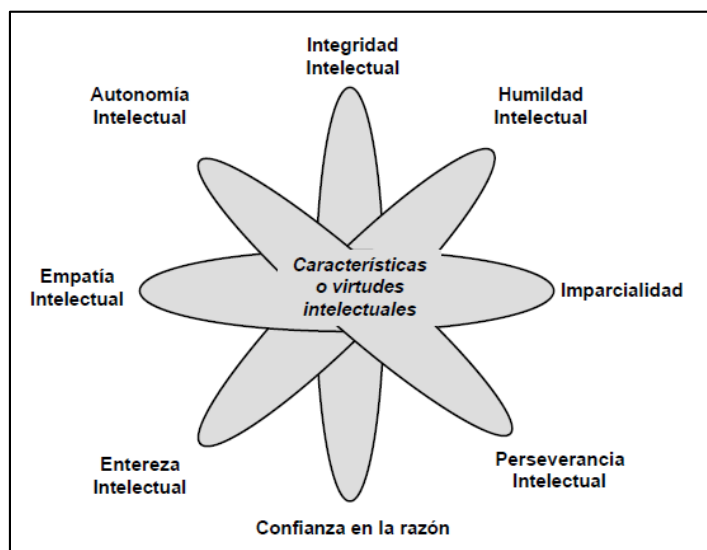 Integridad
Intelectual
Autonomía
Intelectual
Humildad
Intelectual
Empatía
Intelectual
Características
o virtudes
intelectuales
Imparcialidad
Entereza
Intelectual
Perseverancia
Intelectual
Confianza en la razón